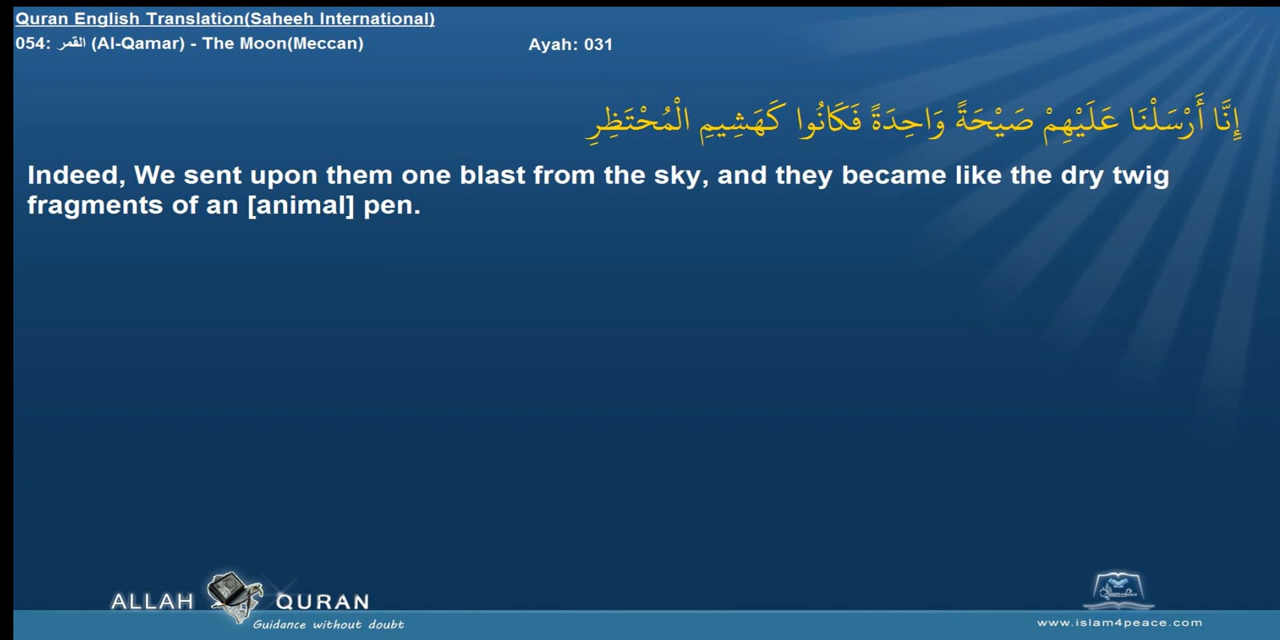 Quran English Translation(Saheeh International)
054: القمر (Al-Qamar) - The Moon(Meccan) Ayah: 031
إِنَّا أَرْسَلْنَا عَلَيْهِمْ صَيْحَةً وَاحِدَةً فَكَانُوا كَهَشِيمِ الْمُحْتَظِرِ
Indeed, We sent upon them one blast from the sky, and they became like the dry twig
fragments of an [animal] pen.
ALLAH QURAN
Guidance without doubt
www.islam4peace.com